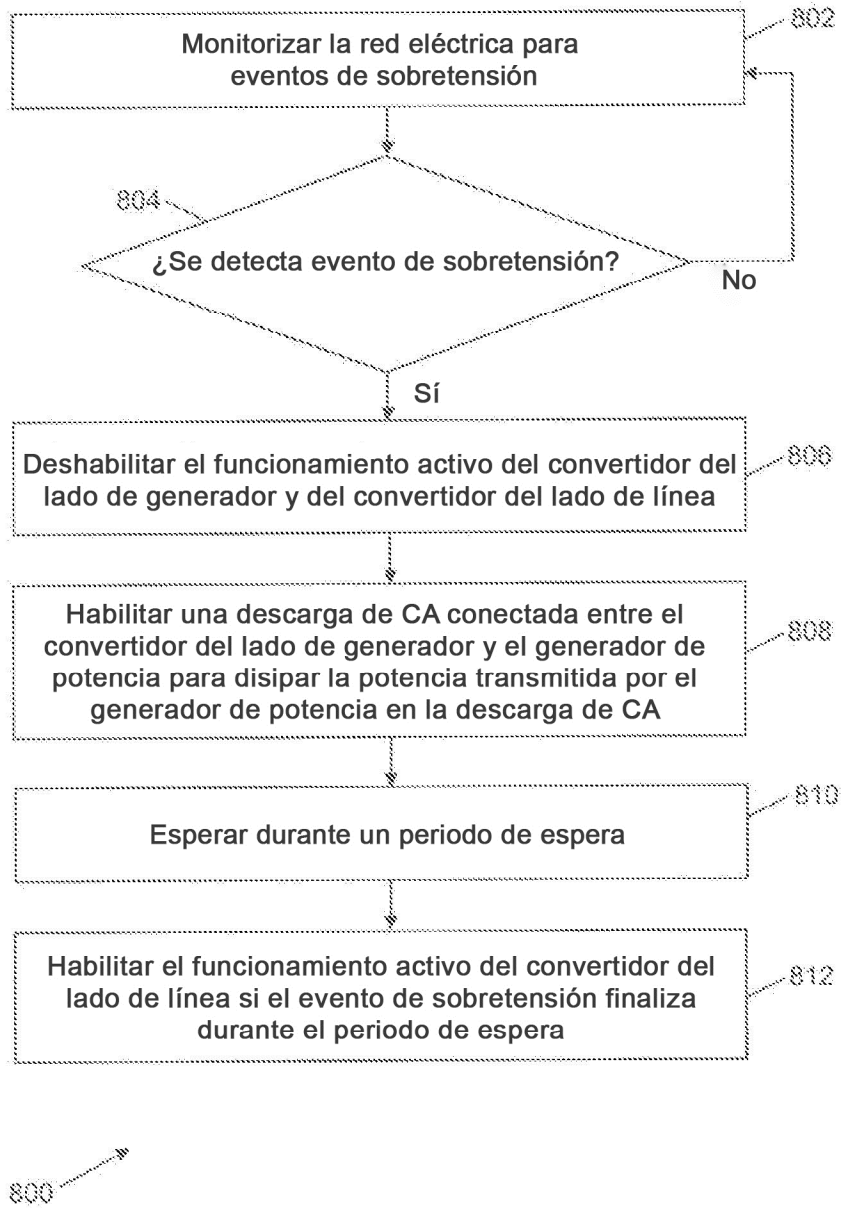 802
Monitorizar la red eléctrica para
eventos de sobretensión
804
¿Se detecta evento de sobretensión?
No
Sí
806
Deshabilitar el funcionamiento activo del convertidor del
lado de generador y del convertidor del lado de línea
Habilitar una descarga de CA conectada entre el
convertidor del lado de generador y el generador de
potencia para disipar la potencia transmitida por el
generador de potencia en la descarga de CA
808
810
Esperar durante un periodo de espera
Habilitar el funcionamiento activo del convertidor del
lado de línea si el evento de sobretensión finaliza
durante el periodo de espera
812
800